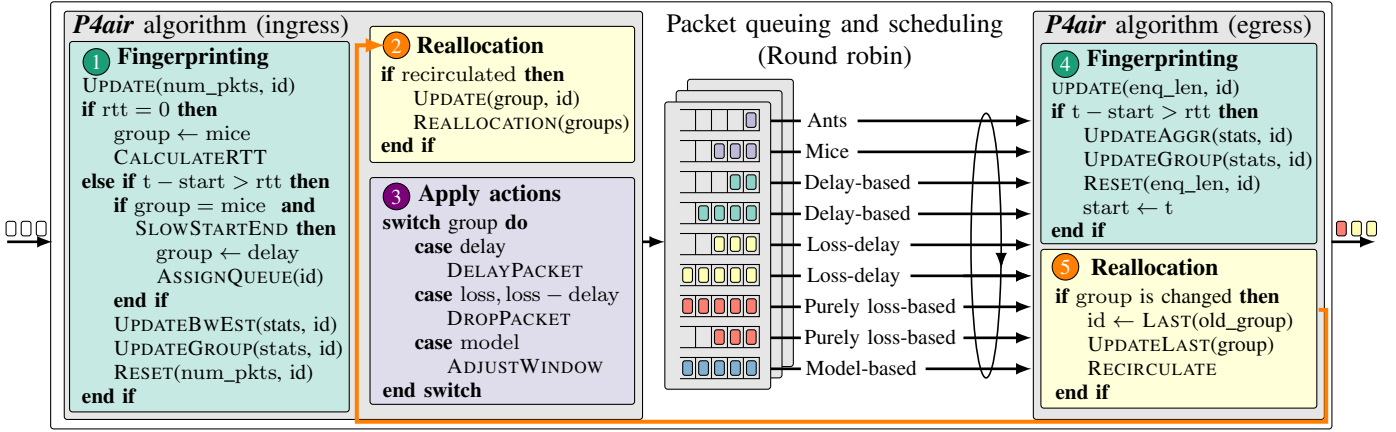 P4air algorithm (ingress)
1 Fingerprinting
UPDATE(num_pkts, id)
if rtt = 0 then
group ← mice
CALCULATERTT
else if t − start > rtt then
if group = mice and
SLOWSTARTEND then
group ← delay
ASSIGNQUEUE(id)
end if
UPDATEBWEST(stats, id)
UPDATEGROUP(stats, id)
RESET(num_pkts, id)
end if
2 Reallocation
if recirculated then
UPDATE(group, id)
REALLOCATION(groups)
end if
3 Apply actions
switch group do
case delay
DELAYPACKET
case loss, loss − delay
DROPPACKET
case model
ADJUSTWINDOW
end switch
Packet queuing and scheduling
(Round robin)
Ants
Mice
Delay-based
Delay-based
Loss-delay
Loss-delay
Purely loss-based
Purely loss-based
Model-based
P4air algorithm (egress)
4 Fingerprinting
UPDATE(enq_len, id)
if t − start > rtt then
UPDATEAGGR(stats, id)
UPDATEGROUP(stats, id)
RESET(enq_len, id)
start ← t
end if
5 Reallocation
if group is changed then
id ← LAST(old_group)
UPDATELAST(group)
RECIRCULATE
end if